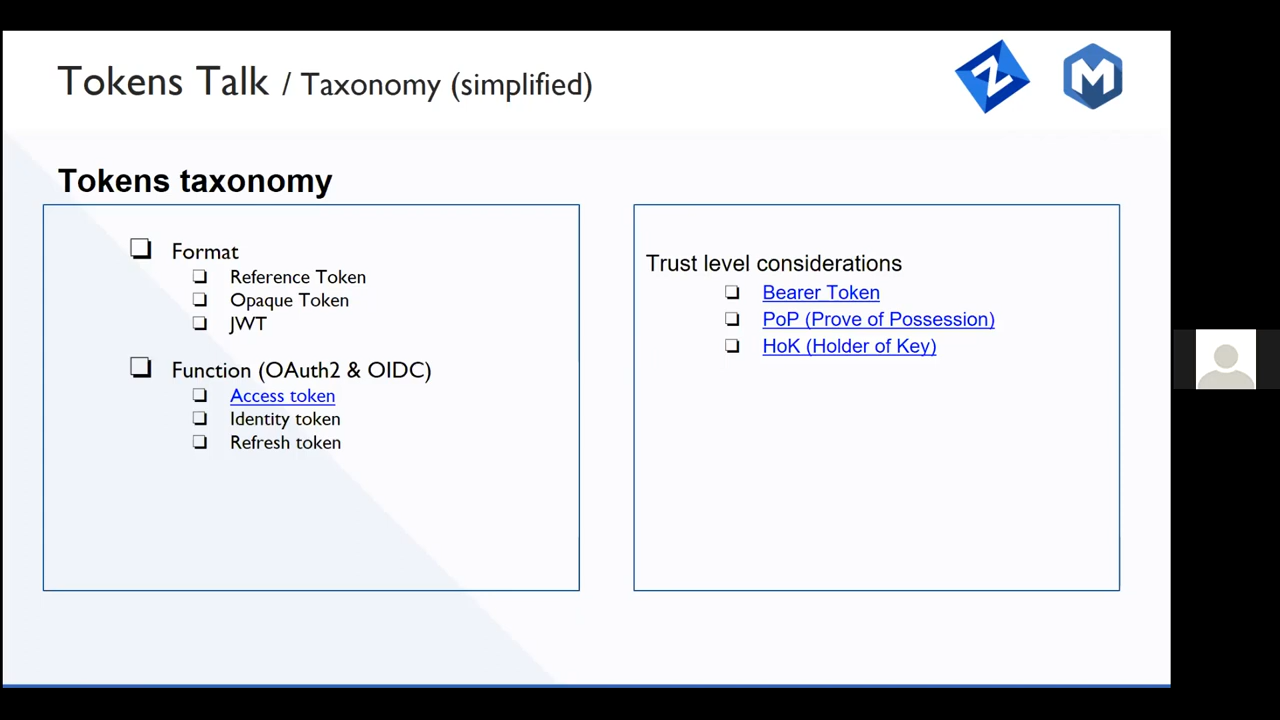 Tokens Talk / Taxonomy (simplified)
Z
M
Tokens taxonomy
Format
Reference Token
Opaque Token
JWT
Function (OAuth2 & OIDC)
Access token
Identity token
Refresh token
Trust level considerations
Bearer Token
PoP (Prove of Possession)
HoK (Holder of Key)